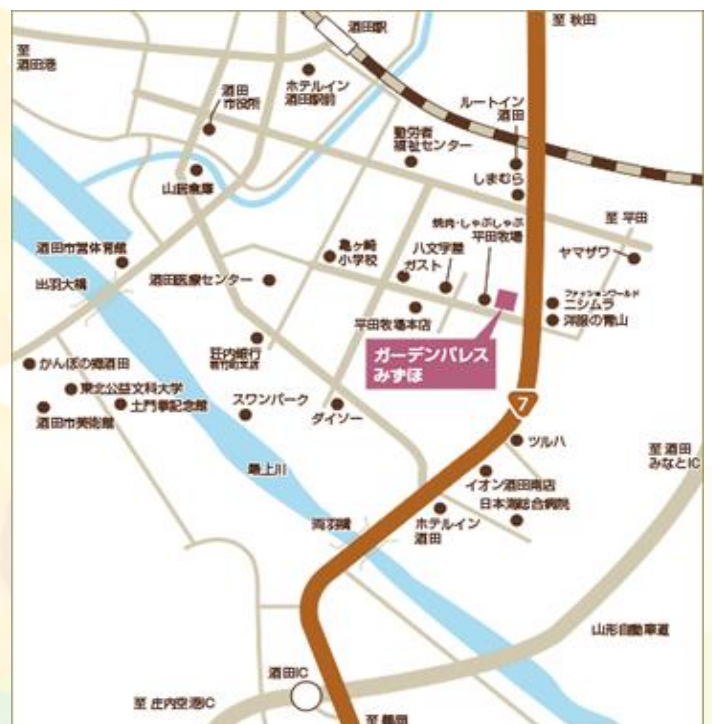 酒田駅
至 秋田
至
酒田港
酒田
市役所
ホテルイン
酒田駅前
ルートイン
酒田
勤労者
福祉センター
しまむら
山居倉庫
焼肉・しゃぶしゃぶ
平田牧場
至 平田
ヤマザワ
酒田市営体育館
亀ヶ崎
小学校
八文字屋
ガスト
出羽大橋
酒田医療センター
ファッションワールド
ニシムラ
洋服の青山
平田牧場本店
ガーデンパレス
みずほ
荘内銀行
若竹町支店
かんぽの郷酒田
東北公益文科大学
土門拳記念館
酒田市美術館
スワンパーク
ダイソー
7
ツルハ
至 酒田
みなとIC
最上川
イオン酒田南店
日本海総合病院
両羽橋
ホテルイン
酒田
山形自動車道
酒田IC
至 庄内空港IC
至 鶴岡